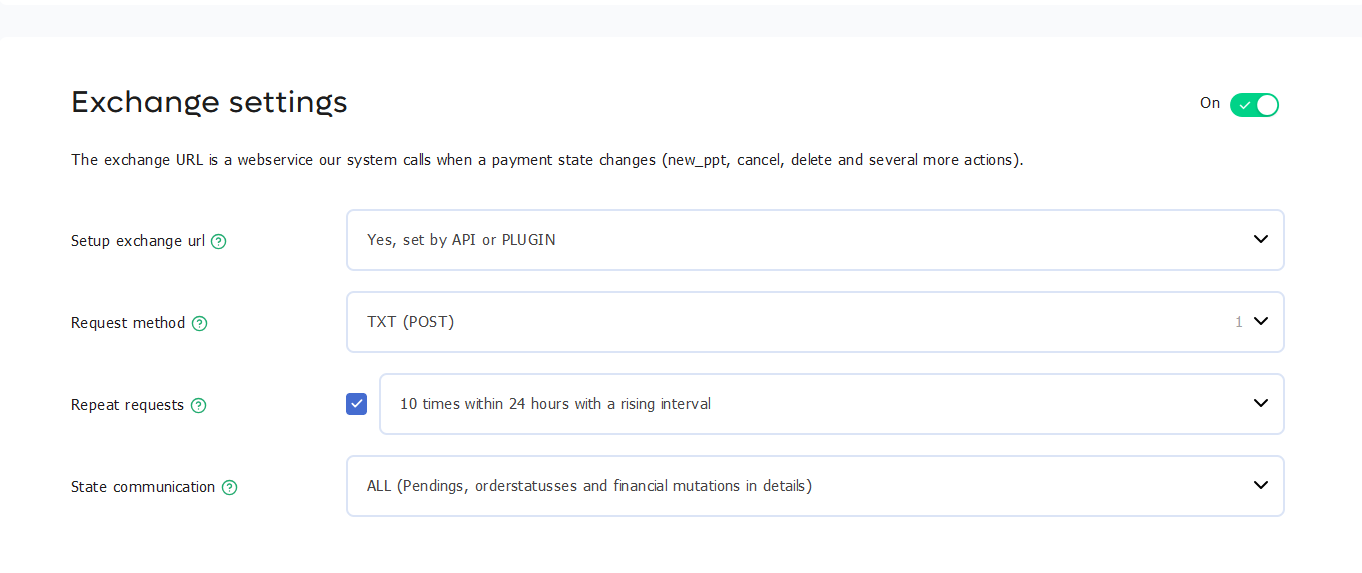 Exchange settings
On
The exchange URL is a webservice our system calls when a payment state changes (new_ppt, cancel, delete and several more actions).
Setup exchange url ?
Yes, set by API or PLUGIN
Request method ?
TXT (POST) 1
Repeat requests ?
10 times within 24 hours with a rising interval
State communication ?
ALL (Pendings, orderstatusses and financial mutations in details)